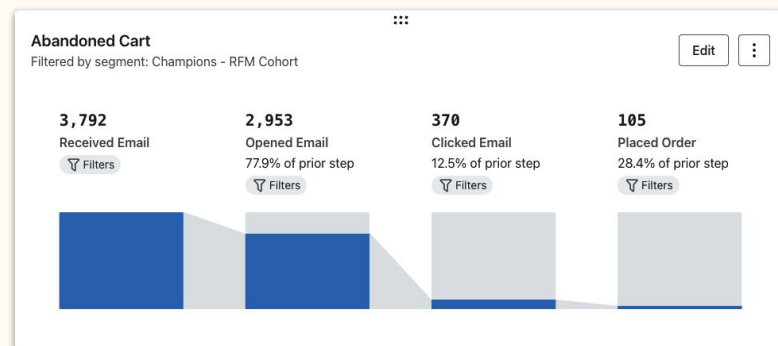 Abandoned Cart
Filtered by segment: Champions - RFM Cohort
Edit
3,792
Received Email
Filters
2,953
Opened Email
77.9% of prior step
Filters
370
Clicked Email
12.5% of prior step
Filters
105
Placed Order
28.4% of prior step
Filters